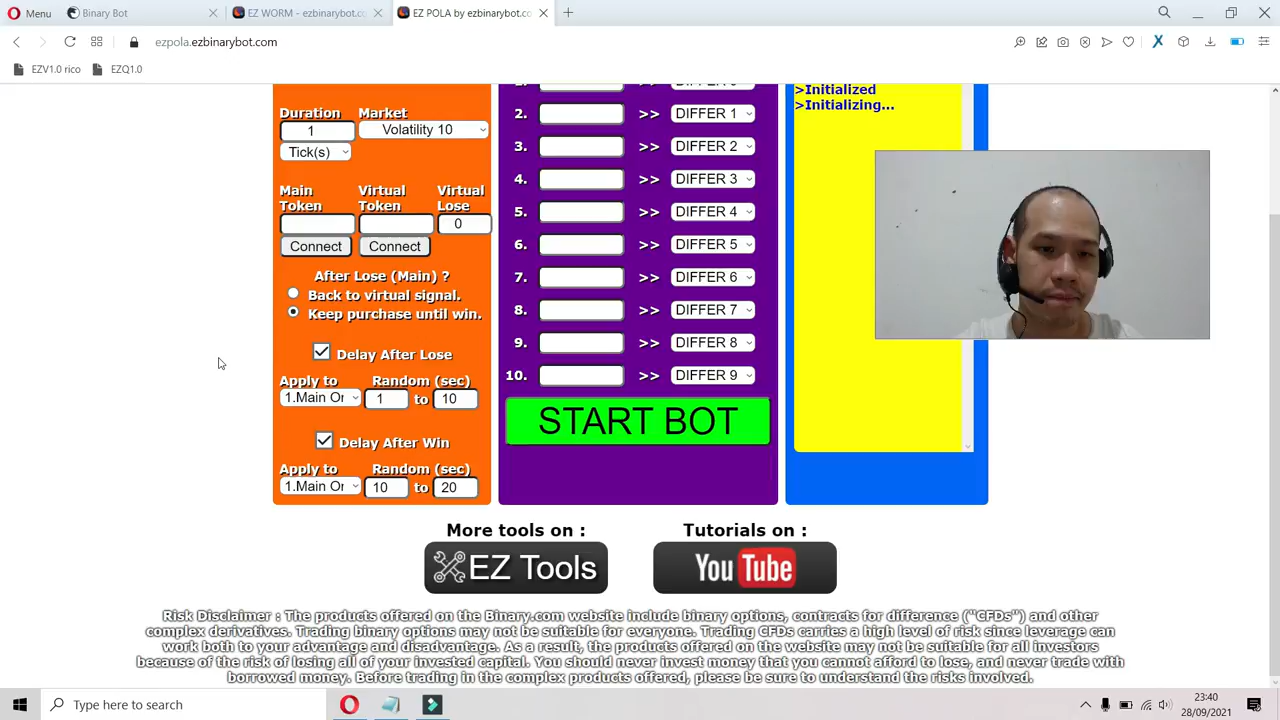 Menu
Binary Bot
EZ WORM - ezbinarybot.co
EZ POLA by ezbinarybot.com
ezpola.ezbinarybot.com
EZV1.0 rico
EZQ1.0
Duration
Market
1
Volatility 10
Tick(s)
Main Token
Virtual Token
Virtual Lose
0
Connect
Connect
After Lose (Main) ?
Back to virtual signal.
Keep purchase until win.
Delay After Lose
Apply to
Random (sec)
1.Main Or
1 to 10
Delay After Win
Apply to
Random (sec)
1.Main Or
10 to 20
2. >> DIFFER 1
3. >> DIFFER 2
4. >> DIFFER 3
5. >> DIFFER 4
6. >> DIFFER 5
7. >> DIFFER 6
8. >> DIFFER 7
9. >> DIFFER 8
10. >> DIFFER 9
START BOT
>Initialized
>Initializing...
More tools on :
Tutorials on :
EZ Tools
YouTube
Risk Disclaimer : The products offered on the Binary.com website include binary options, contracts for difference ("CFDs") and other
complex derivatives. Trading binary options may not be suitable for everyone. Trading CFDs carries a high level of risk since leverage can
work both to your advantage and disadvantage. As a result, the products offered on the website may not be suitable for all investors
because of the risk of losing all of your invested capital. You should never invest money that you cannot afford to lose, and never trade with
borrowed money. Before trading in the complex products offered, please be sure to understand the risks involved.
Type here to search
23:40
28/09/2021